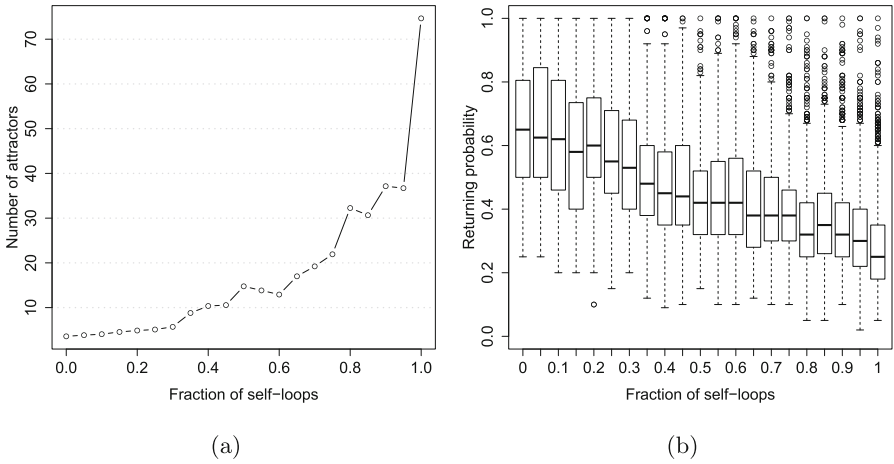 Number of attractors
70
60
50
40
30
20
10
0.0 0.2 0.4 0.6 0.8 1.0
Fraction of self−loops
(a)
Returning probability
1.0
0.8
0.6
0.4
0.2
0.0
0 0.1 0.2 0.3 0.4 0.5 0.6 0.7 0.8 0.9 1
Fraction of self−loops
(b)